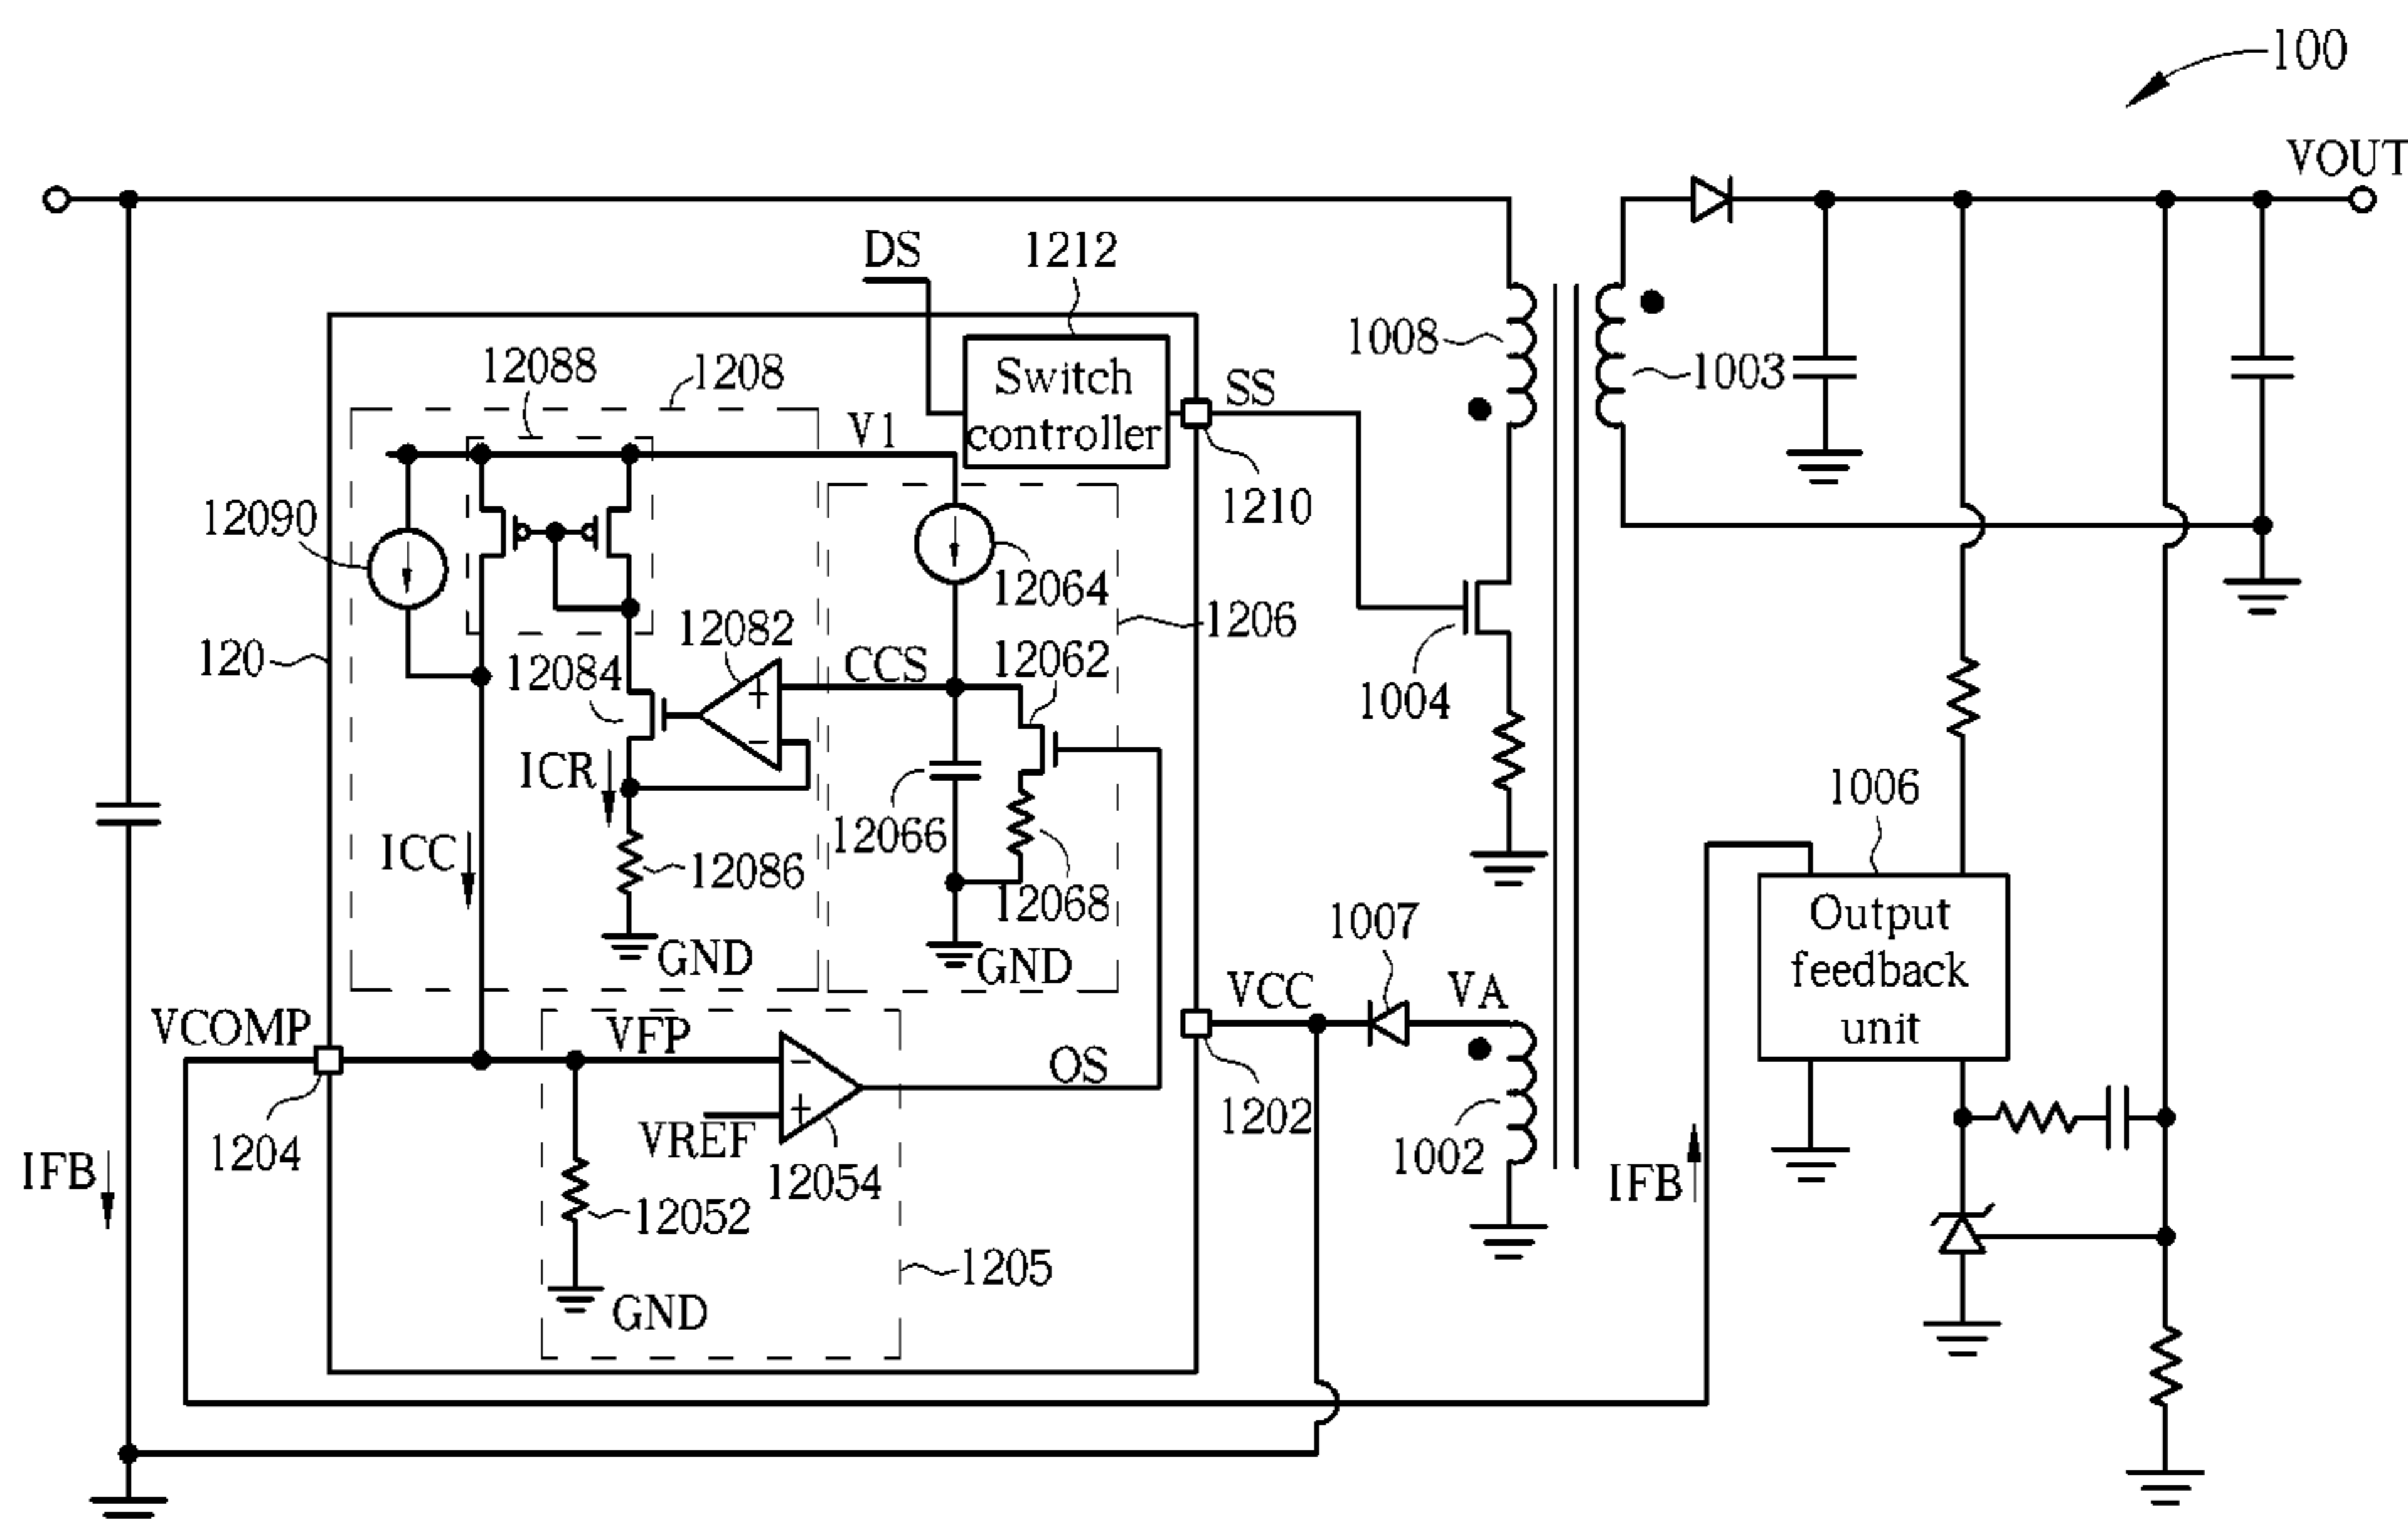 100
VOUT
DS
1212
Switch
controller
SS
1210
1008
1003
12088
1208
V1
12090
12064
1206
120
12084
12082
CCS
12062
1004
ICR
12066
ICC
12086
12068
GND
GND
1006
Output
feedback
unit
1007
VCC
VA
VCOMP
VFP
OS
1204
VREF
12054
1202
1002
IFB
12052
IFB
1205
GND
+
−
−
+